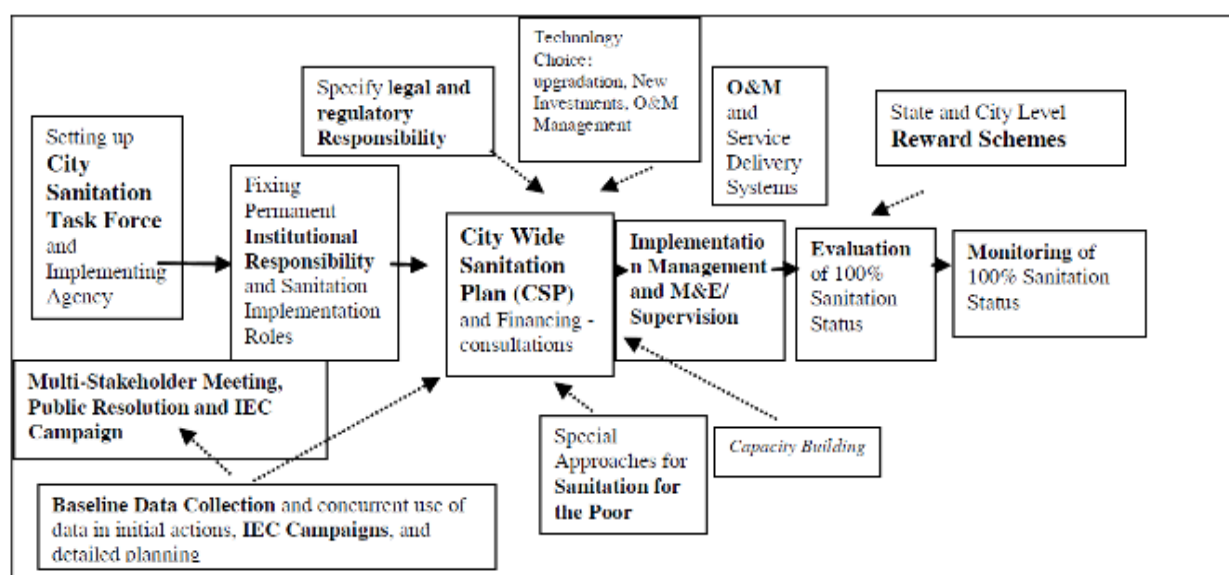 Technology
Choice:
upgradation, New
Investments, O&M
Management
Specify legal and
regulatory
Responsibility
O&M
and
Service
Delivery
Systems
State and City Level
Reward Schemes
Setting up
City
Sanitation
Task Force
and
Implementing
Agency
Fixing
Permanent
Institutional
Responsibility
and Sanitation
Implementation
Roles
City Wide
Sanitation
Plan (CSP)
and Financing -
consultations
Implementatio
n Management
and M&E/
Supervision
Evaluation
of 100%
Sanitation
Status
Monitoring of
100% Sanitation
Status
Multi-Stakeholder Meeting,
Public Resolution and IEC
Campaign
Special
Approaches for
Sanitation for
the Poor
Capacity Building
Baseline Data Collection and concurrent use of
data in initial actions, IEC Campaigns, and
detailed planning